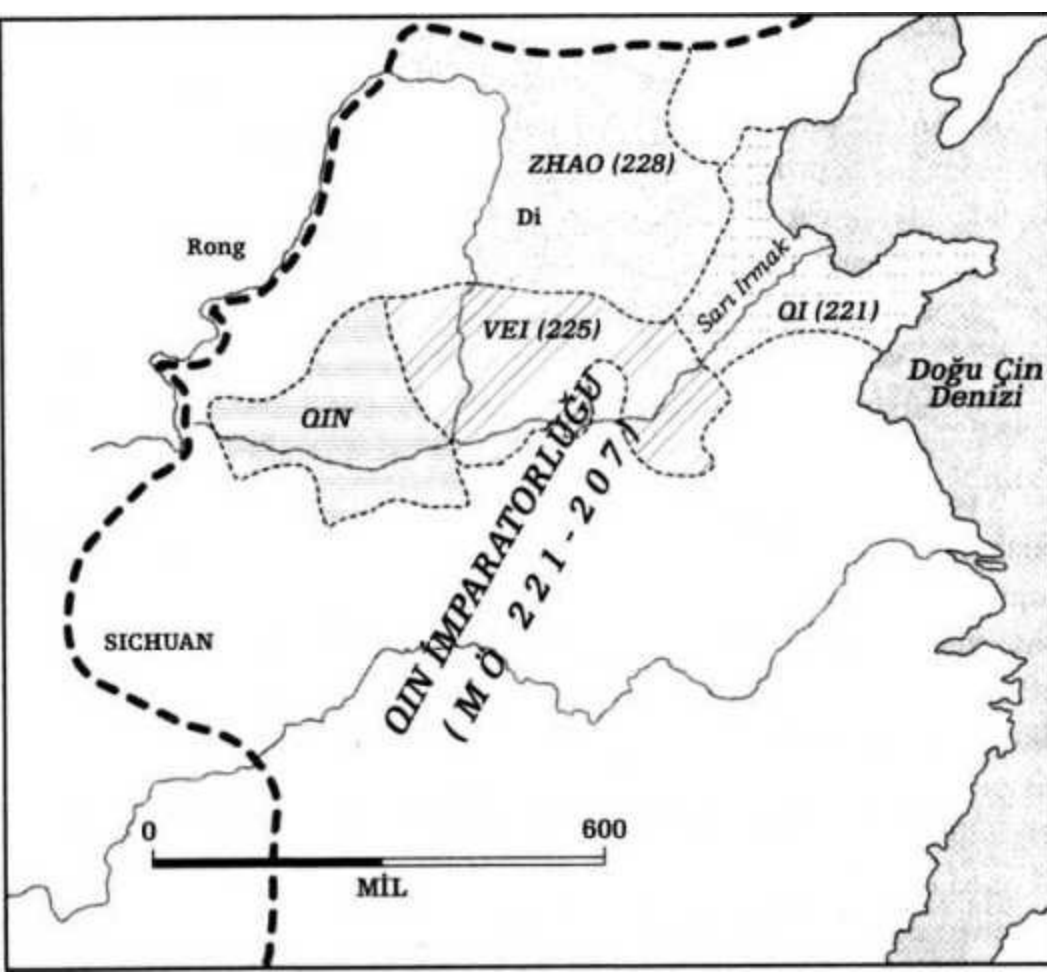 ZHAO (228)
Di
Rong
Sarı Irmak
VEI (225)
QI (221)
Doğu Çin
Denizi
QIN
QIN İMPARATORLUĞU
(MÖ 221-207)
SICHUAN
0
600
MİL